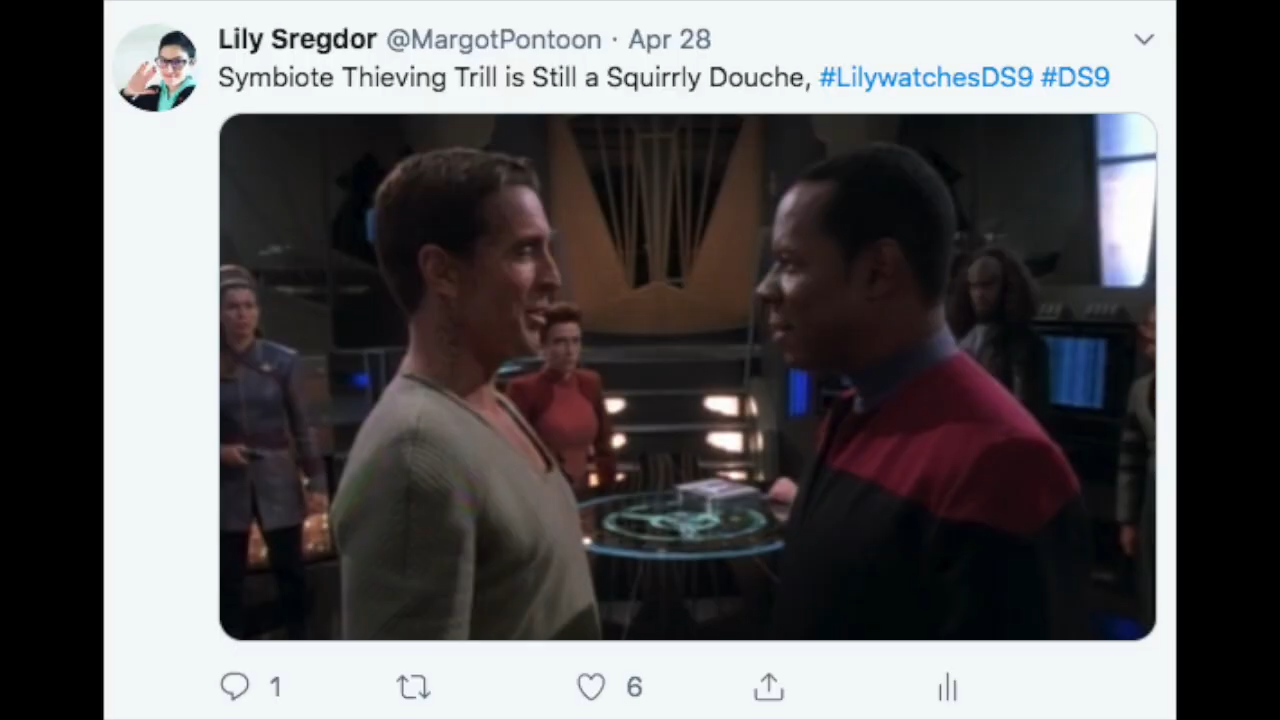 Lily Sregdor @MargotPontoon · Apr 28
Symbiote Thieving Trill is Still a Squirrly Douche, #LilywatchesDS9 #DS9
1 6